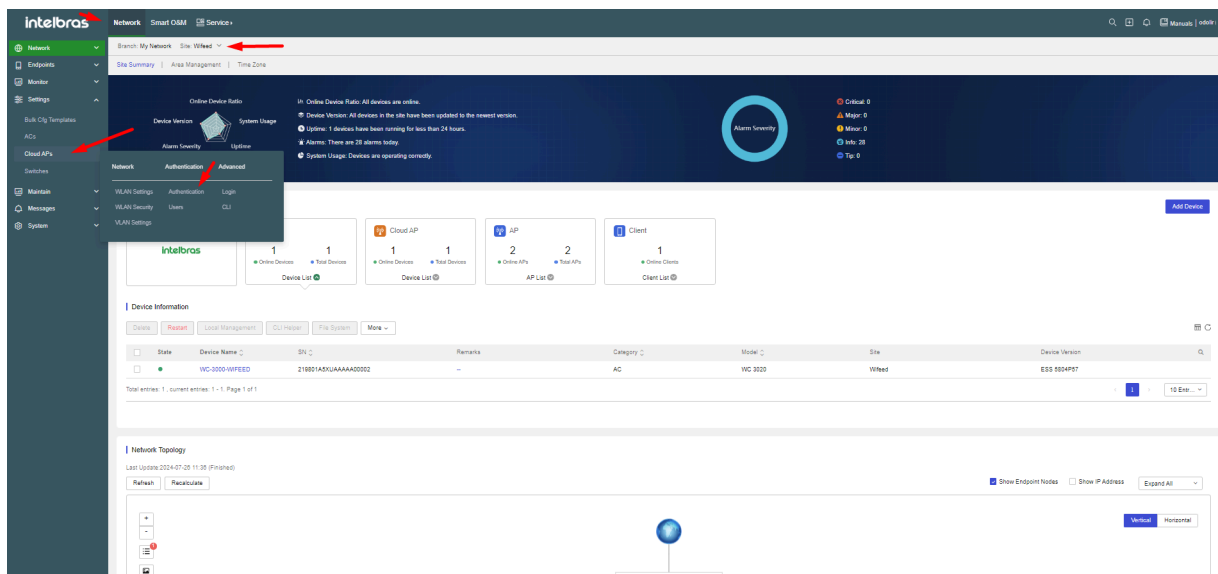 intelbras
Network Smart O&M Service
Manuals | odolir
Network
Endpoints
Monitor
Settings
Bulk Cfg Templates
ACs
Cloud APs
Switches
Maintain
Messages
System
Branch: My Network Site: Wifeed
Site Summary | Area Management | Time Zone
Online Device Ratio
Device Version System Usage
Alarm Severity Uptime
Online Device Ratio: All devices are online.
Device Version: All devices in the site have been updated to the newest version.
Uptime: 1 devices have been running for less than 24 hours.
Alarms: There are 28 alarms today.
System Usage: Devices are operating correctly.
Alarm Severity
Critical: 0
Major: 0
Minor: 0
Info: 28
Tip: 0
Network Authentication Advanced
WLAN Settings Authentication Login
WLAN Security Users CLI
VLAN Settings
Add Device
intelbras
1 1
Online Devices Total Devices
Device List
Cloud AP
1 1
Online Devices Total Devices
Device List
AP
2 2
Online APs Total APs
AP List
Client
1
Online Clients
Client List
Device Information
Delete Restart Local Management CLI Helper File System More
State Device Name SN Remarks Category Model Site Device Version
WC-3000-WIFEED 219801A5XUAAAAA00002 -- AC WC 3020 Wifeed ESS 6804P67
Total entries: 1 , current entries: 1 - 1. Page 1 of 1
1 10 Entr...
Network Topology
Last Update:2024-07-26 11:36 (Finished)
Refresh Recalculate
Show Endpoint Nodes Show IP Address Expand All
+
-
1
Vertical Horizontal